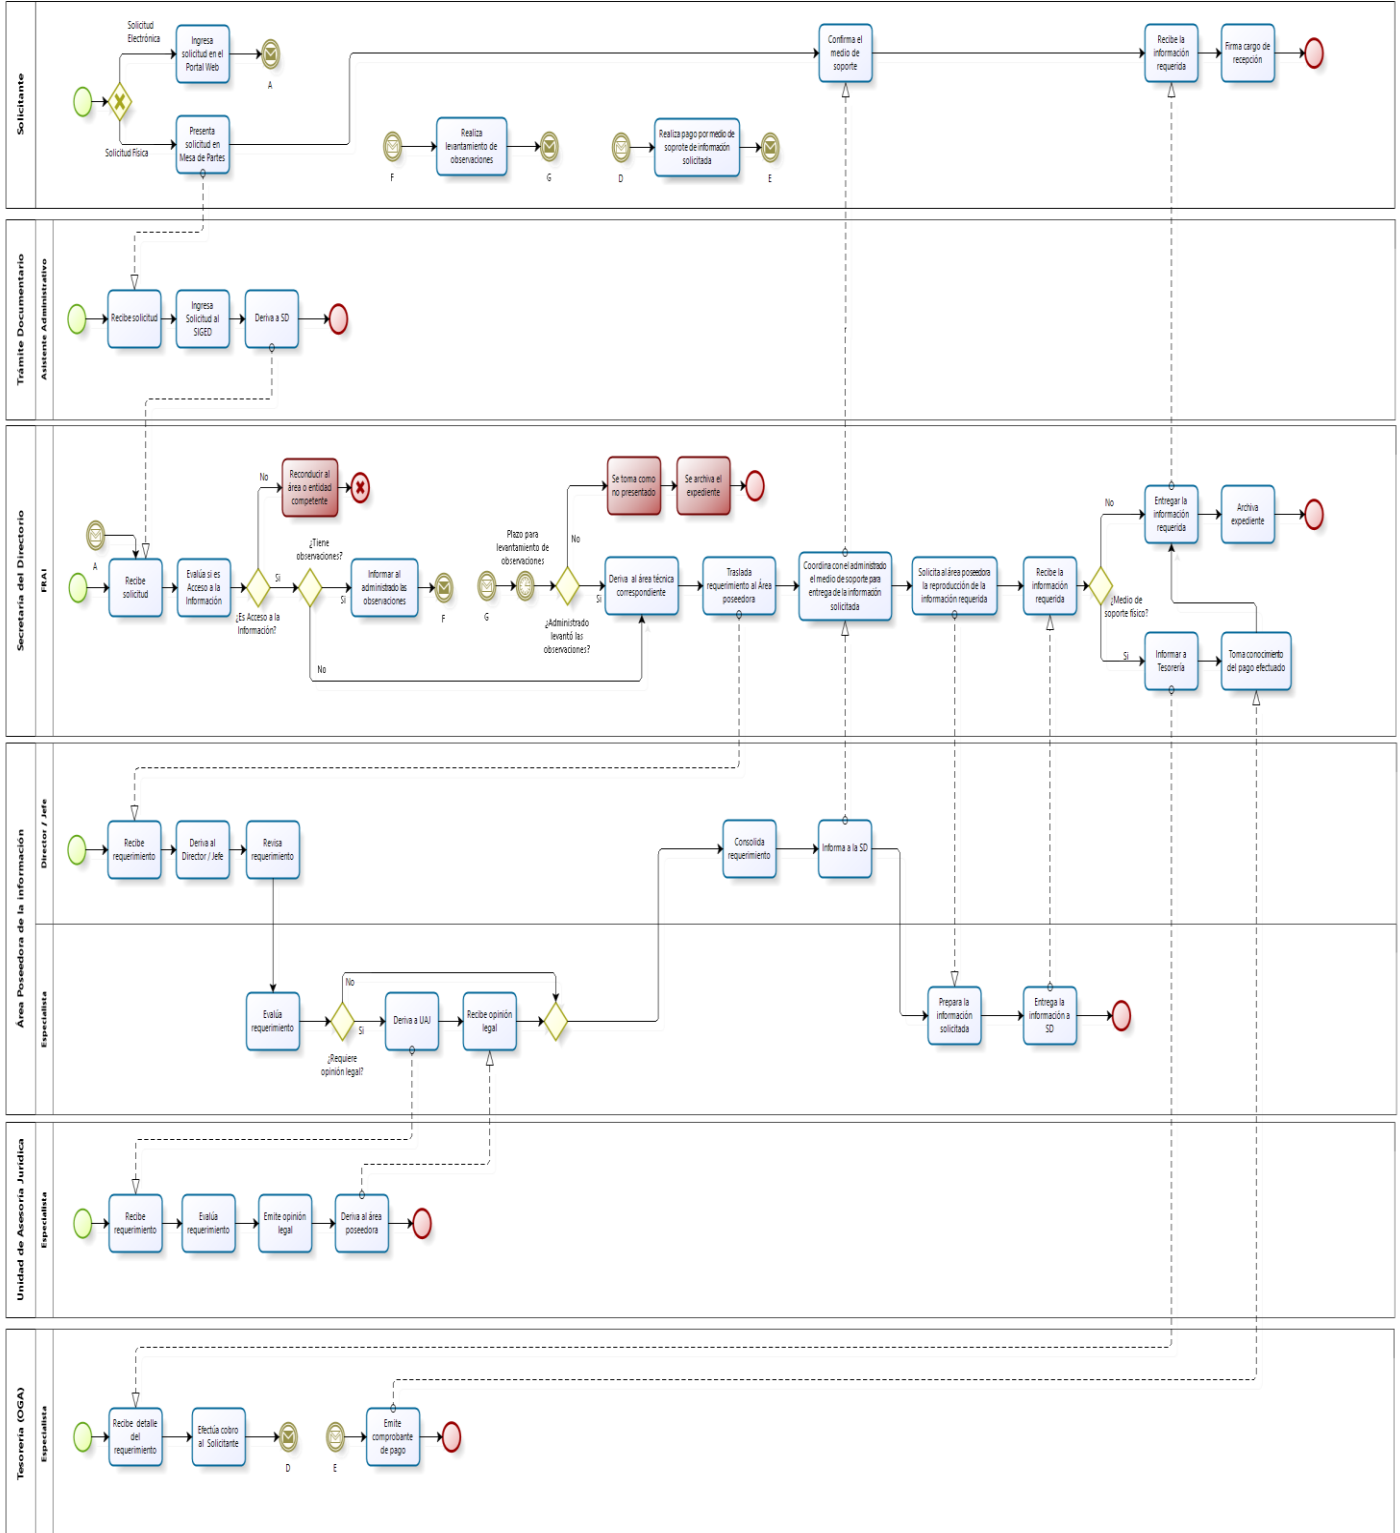 Solicitante
Solicitud
Electrónica
Ingresa
solicitud en el
Portal Web
A
Solicitud Física
Presenta
solicitud en
Mesa de Partes
F
Realiza
levantamiento de
observaciones
G
D
Realiza pago por medio de
soprote de información
solicitada
E
Confirma el
medio de
soporte
Recibe la
información
requerida
Firma cargo de
recepción
Trámite Documentario
Asistente Administrativo
Recibe solicitud
Ingresa
Solicitud al
SIGED
Deriva a SD
Secretaria del Directorio
FRAI
A
Recibe
solicitud
Evalúa si es
Acceso a la
Información
¿Es Acceso a la
Información?
No
Reconducir al
área o entidad
competente
Si
¿Tiene
observaciones?
Si
Informar al
administrado las
observaciones
F
No
G
Plazo para
levantamiento de
observaciones
¿Administrado
levantó las
observaciones?
No
Se toma como
no presentado
Se archiva el
expediente
Si
Deriva al área técnica
correspondiente
Traslada
requerimiento al Área
poseedora
Coordina con el administrado
el medio de soporte para
entrega de la información
solicitada
Solicita al área poseedora
la reproducción de la
información requerida
Recibe la
información
requerida
¿Medio de
soporte físico?
No
Entregar la
información
requerida
Archiva
expediente
Si
Informar a
Tesorería
Toma conocimiento
del pago efectuado
Área Poseedora de la información
Director / Jefe
Recibe
requerimiento
Deriva al
Director / Jefe
Revisa
requerimiento
Consolida
requerimiento
Informa a la SD
Especialista
Evalúa
requerimiento
¿Requiere
opinión legal?
No
Si
Deriva a UAJ
Recibe opinión
legal
Prepara la
información
solicitada
Entrega la
información a
SD
Unidad de Asesoría Jurídica
Especialista
Recibe
requerimiento
Evalúa
requerimiento
Emite opinión
legal
Deriva al área
poseedora
Tesorería (OGA)
Especialista
Recibe detalle
del
requerimiento
Efectúa cobro
al Solicitante
D
E
Emite
comprobante
de pago